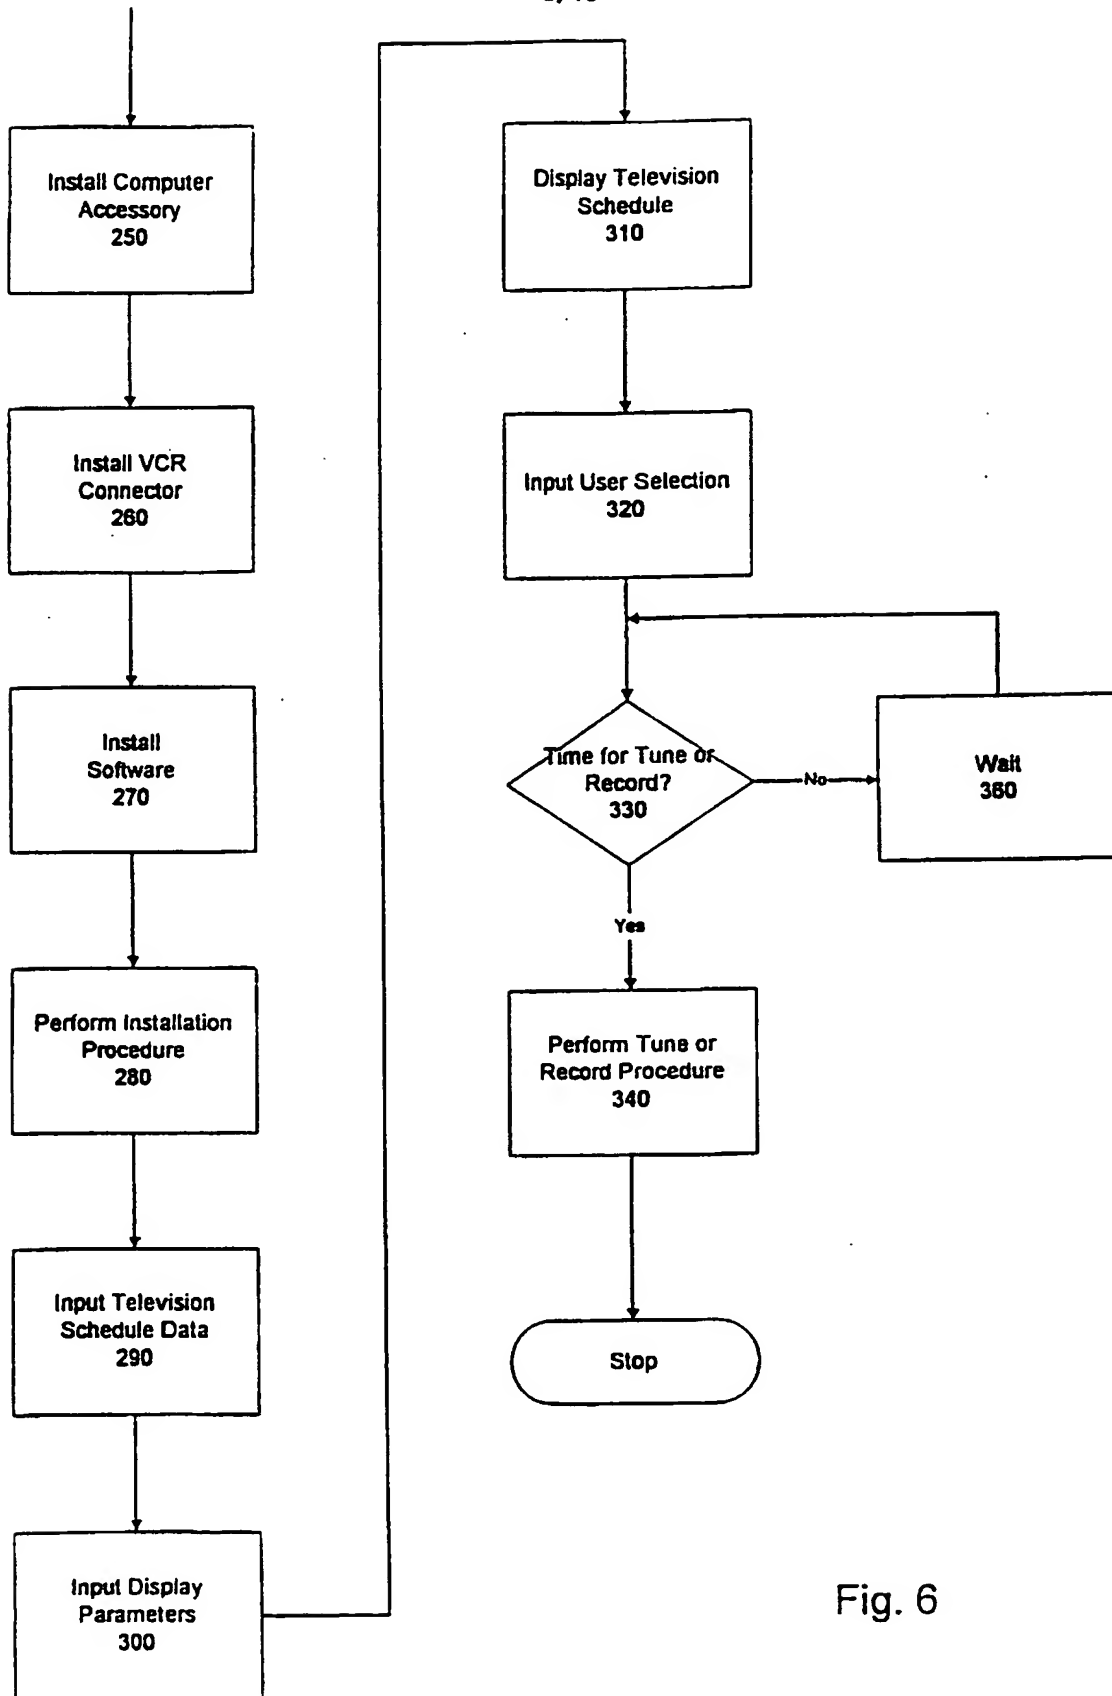 Install Computer
Accessory
250
Install VCR
Connector
260
Install
Software
270
Perform Installation
Procedure
280
Input Television
Schedule Data
290
Input Display
Parameters
300
Display Television
Schedule
310
Input User Selection
320
Time for Tune or
Record?
330
No
Wait
360
Yes
Perform Tune or
Record Procedure
340
Stop
Fig. 6